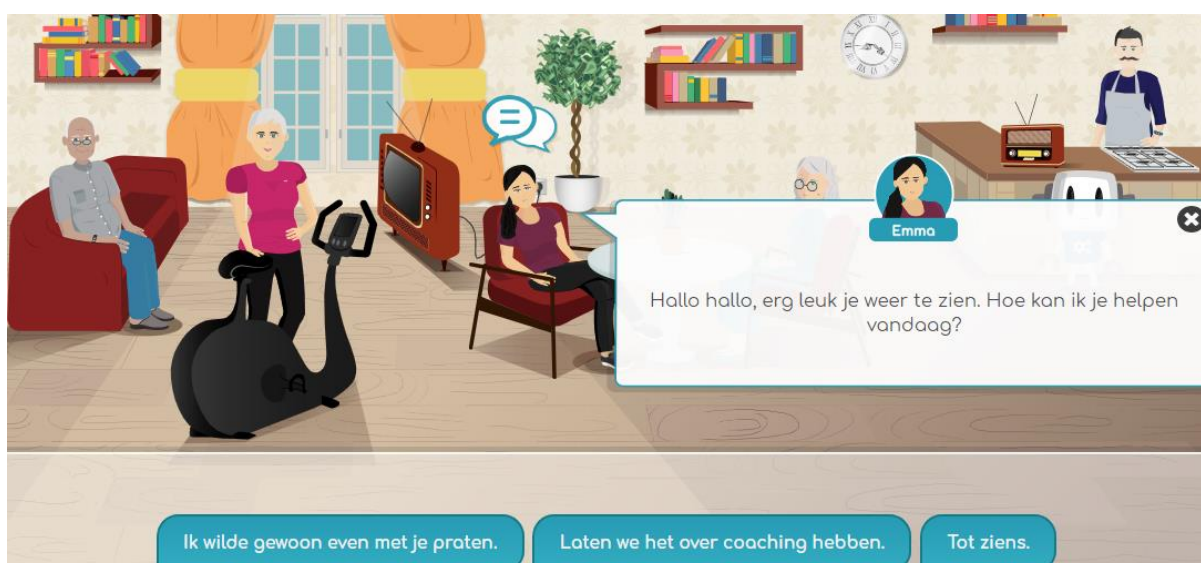 Emma
Hallo hallo, erg leuk je weer te zien. Hoe kan ik je helpen
vandaag?
Ik wilde gewoon even met je praten.
Laten we het over coaching hebben.
Tot ziens.